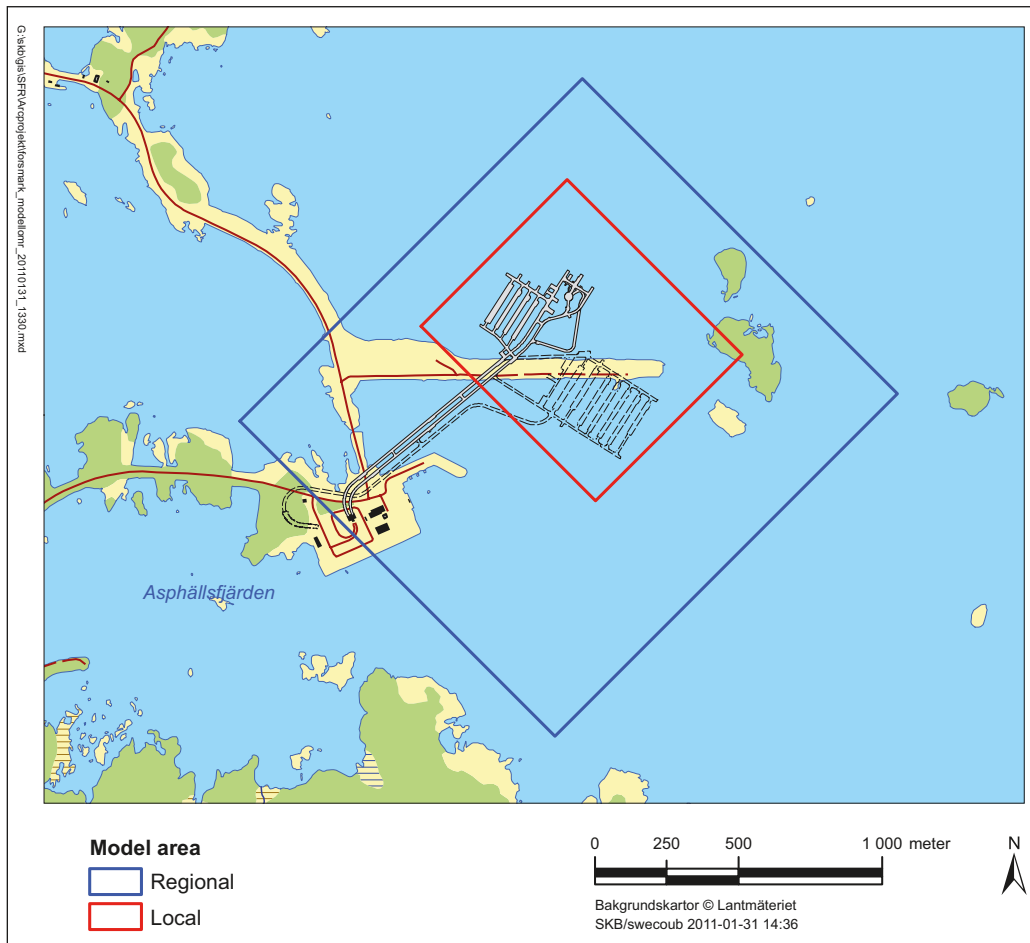 G:\skb\gis\SFR\Arcprojekt\forsmark_modellomr_20110131_1330.mxd
Asphällsfjärden
Model area
Regional
Local
0 250 500 1 000 meter
N
Bakgrundskartor © Lantmäteriet
SKB/swecoub 2011-01-31 14:36